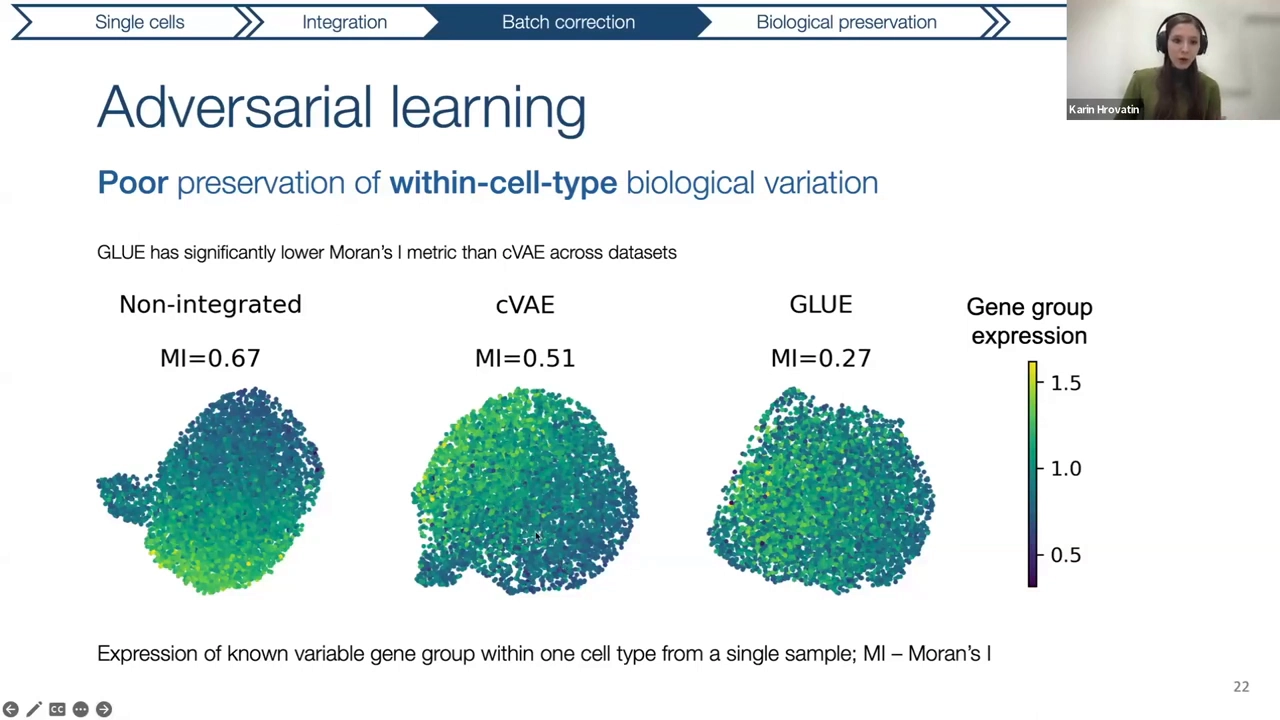 Single cells
Integration
Batch correction
Biological preservation
Karin Hrovatin
Adversarial learning
Poor preservation of within-cell-type biological variation
GLUE has significantly lower Moran's I metric than cVAE across datasets
Non-integrated
cVAE
GLUE
MI=0.67
MI=0.51
MI=0.27
Gene group
expression
1.5
1.0
0.5
Expression of known variable gene group within one cell type from a single sample; MI – Moran's I
22
CC